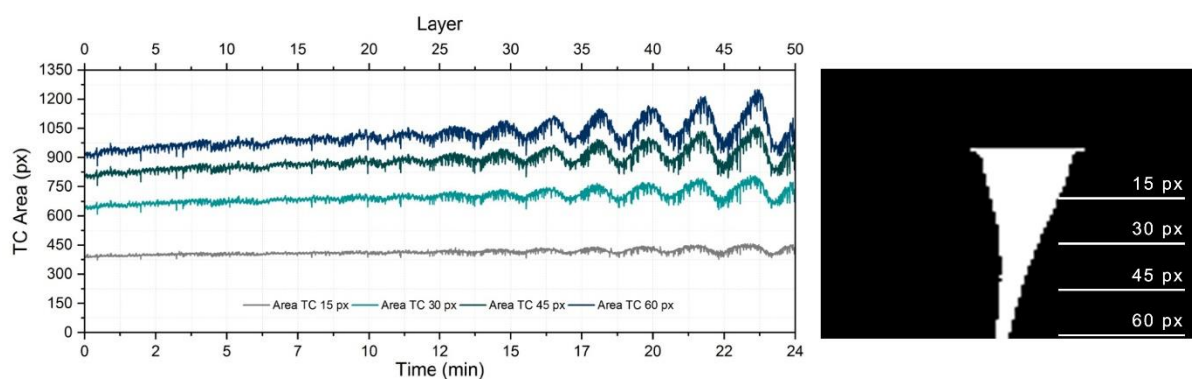 Layer
0 5 10 15 20 25 30 35 40 45 50
1350
1200
1050
900
750
600
450
300
150
0
TC Area (px)
Area TC 15 px Area TC 30 px Area TC 45 px Area TC 60 px
0 2 5 7 10 12 15 17 20 22 24
Time (min)
15 px
30 px
45 px
60 px